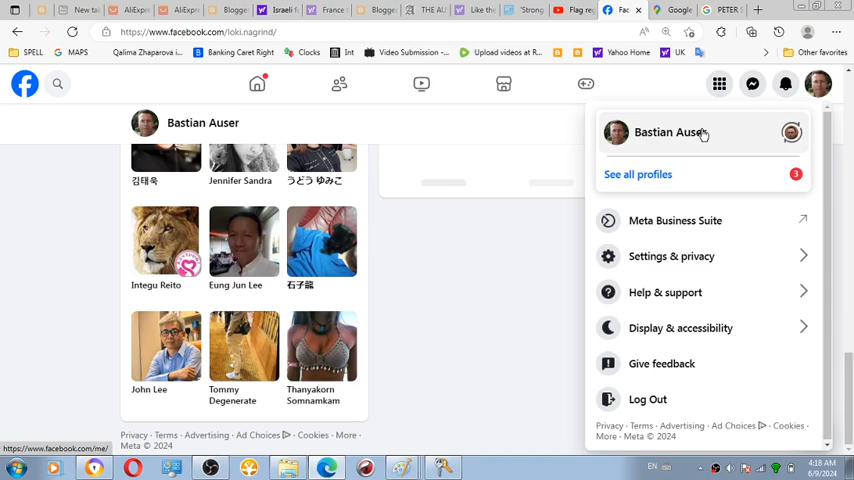 New tal
AliExpre
AliExpre
Blogger
Israeli f
France
Blogger
THE AU
Like the
'Strong
Flag re
Fac
Google
PETER S
https://www.facebook.com/loki.nagrind/
SPELL
MAPS
Qalima Zhaparova f...
Banking Caret Right
Clocks
Int
Video Submission -...
Upload videos at R...
Yahoo Home
UK
Other favorites
Bastian Auser
김태욱
Jennifer Sandra
うどう ゆみこ
Integu Reito
Eung Jun Lee
石子龍
John Lee
Tommy Degenerate
Thanyakorn Somnamkam
Privacy · Terms · Advertising · Ad Choices · Cookies · More ·
Meta © 2024
Bastian Auser
See all profiles
3
Meta Business Suite
Settings & privacy
Help & support
Display & accessibility
Give feedback
Log Out
Privacy · Terms · Advertising · Ad Choices · Cookies ·
More · Meta © 2024
https://www.facebook.com/me/
EN
4:18 AM
6/9/2024